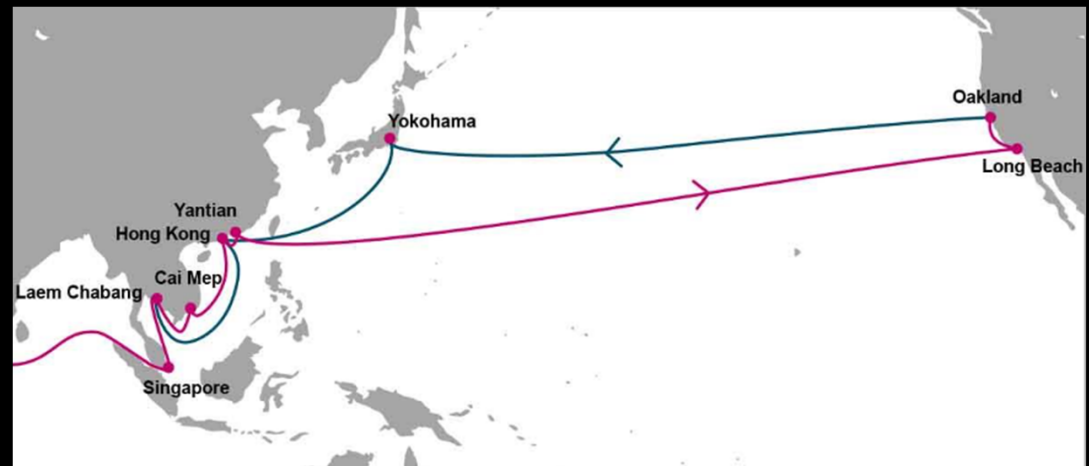 Oakland
Yokohama
Long Beach
Yantian
Hong Kong
Cai Mep
Laem Chabang
Singapore